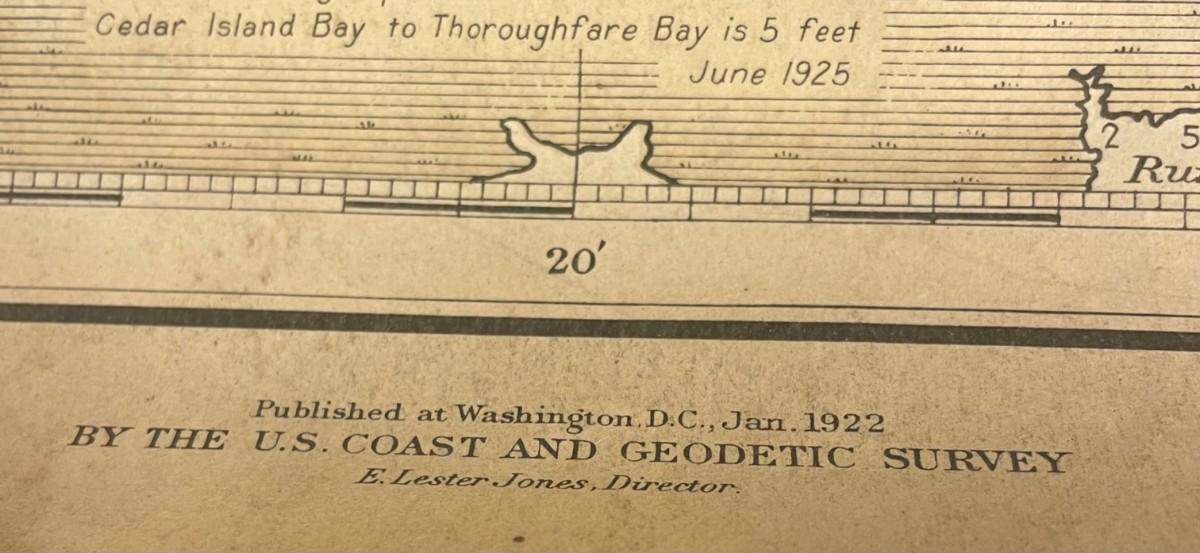 Cedar Island Bay to Thoroughfare Bay is 5 feet
June 1925
2 5
20′
Published at Washington, D.C., Jan. 1922
BY THE U.S. COAST AND GEODETIC SURVEY
E. Lester Jones, Director.